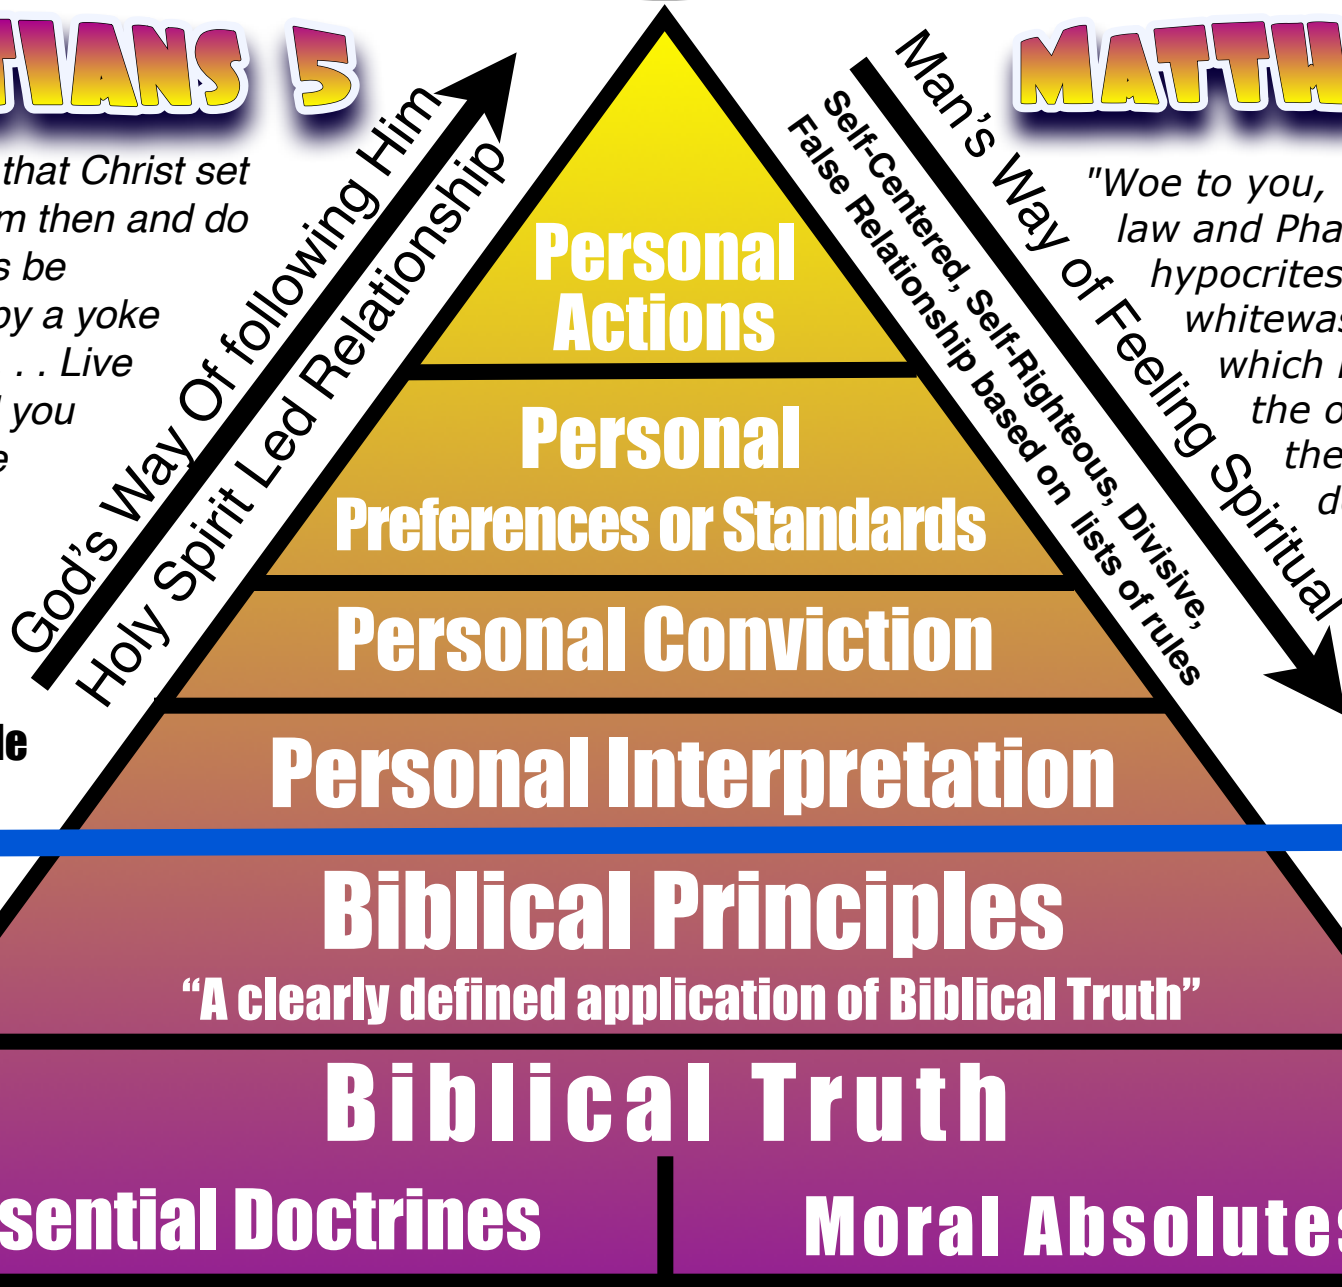 TIANS 5
that Christ set
m then and do
s be
by a yoke
. . . Live
you
e
God's Way Of following Him
Holy Spirit Led Relationship
le
Personal
Actions
Personal
Preferences or Standards
Personal Conviction
Personal Interpretation
Biblical Principles
“A clearly defined application of Biblical Truth”
Biblical Truth
sential Doctrines
Moral Absolutes
Man's Way of Feeling Spiritual
Self-Centered, Self-Righteous, Divisive,
False Relationship based on lists of rules
MATTH
"Woe to you,
law and Pha
hypocrites
whitewas
which l
the o
the
d